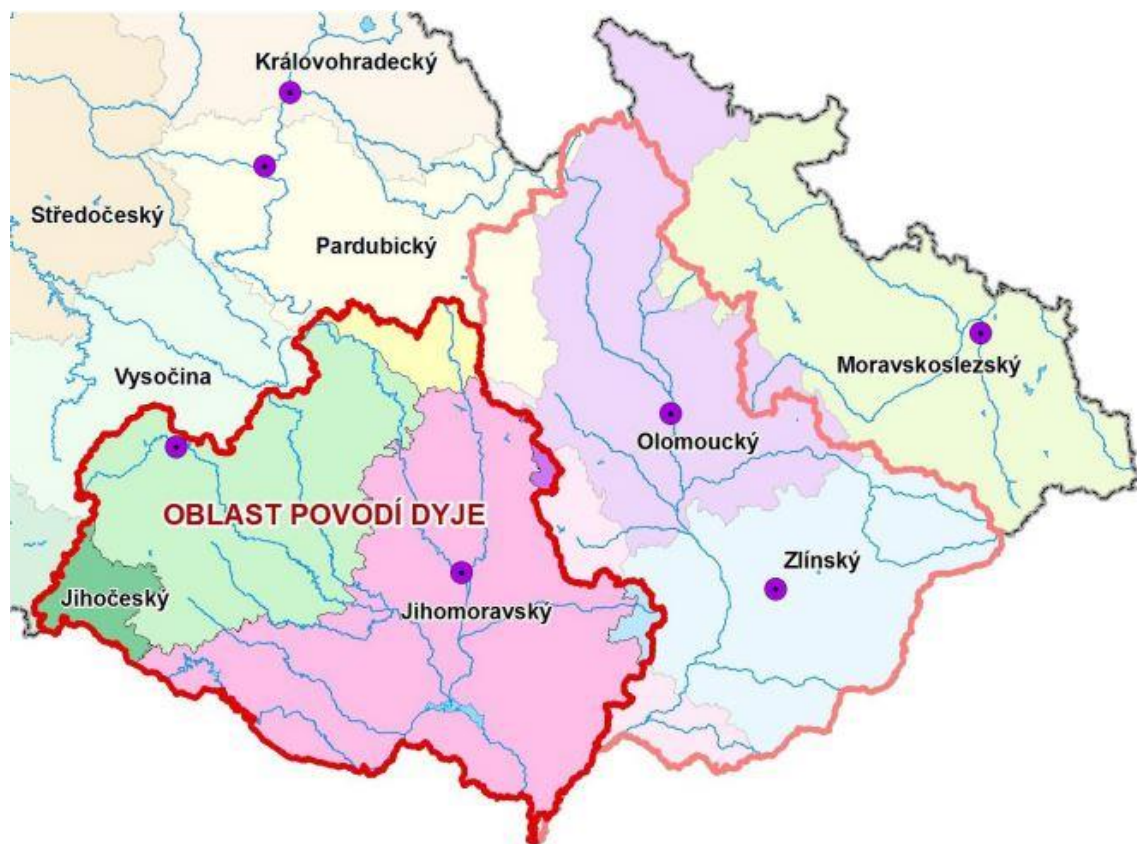 Královohradecký
Středočeský
Pardubický
Vysočina
Moravskoslezský
Olomoucký
OBLAST POVODÍ DYJE
Zlínský
Jihočeský
Jihomoravský